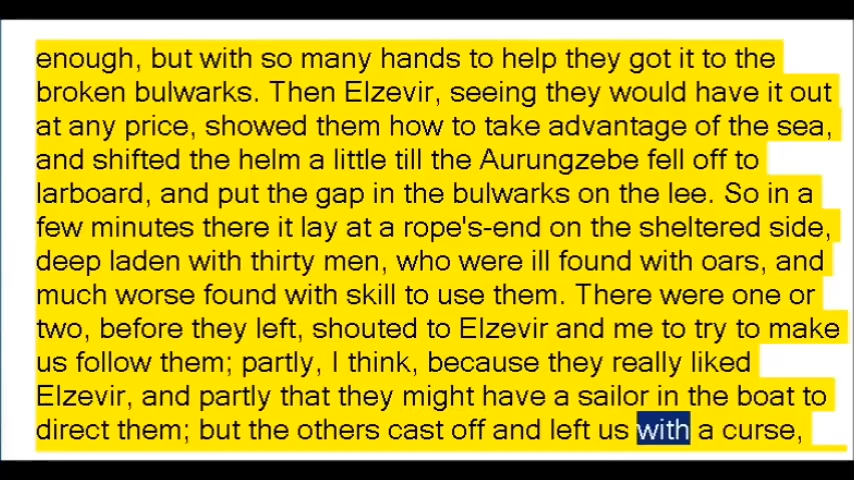 enough, but with so many hands to help they got it to the
broken bulwarks. Then Elzevir, seeing they would have it out
at any price, showed them how to take advantage of the sea,
and shifted the helm a little till the Aurungzebe fell off to
larboard, and put the gap in the bulwarks on the lee. So in a
few minutes there it lay at a rope's-end on the sheltered side,
deep laden with thirty men, who were ill found with oars, and
much worse found with skill to use them. There were one or
two, before they left, shouted to Elzevir and me to try to make
us follow them; partly, I think, because they really liked
Elzevir, and partly that they might have a sailor in the boat to
direct them; but the others cast off and left us with a curse,